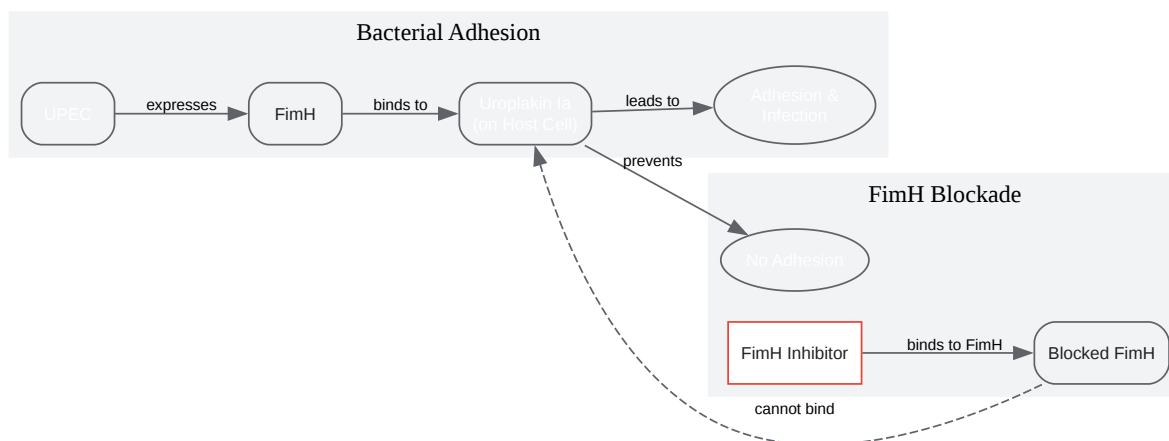 Bacterial Adhesion
UPEC
expresses
FimH
binds to
Uroplakin Ia
(on Host Cell)
leads to
Adhesion &
Infection
prevents
FimH Blockade
No Adhesion
FimH Inhibitor
binds to FimH
Blocked FimH
cannot bind